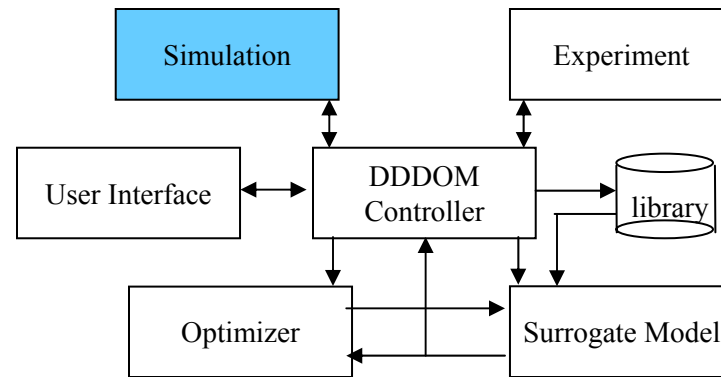 Simulation
Experiment
User Interface
DDDOM
Controller
library
Optimizer
Surrogate Model